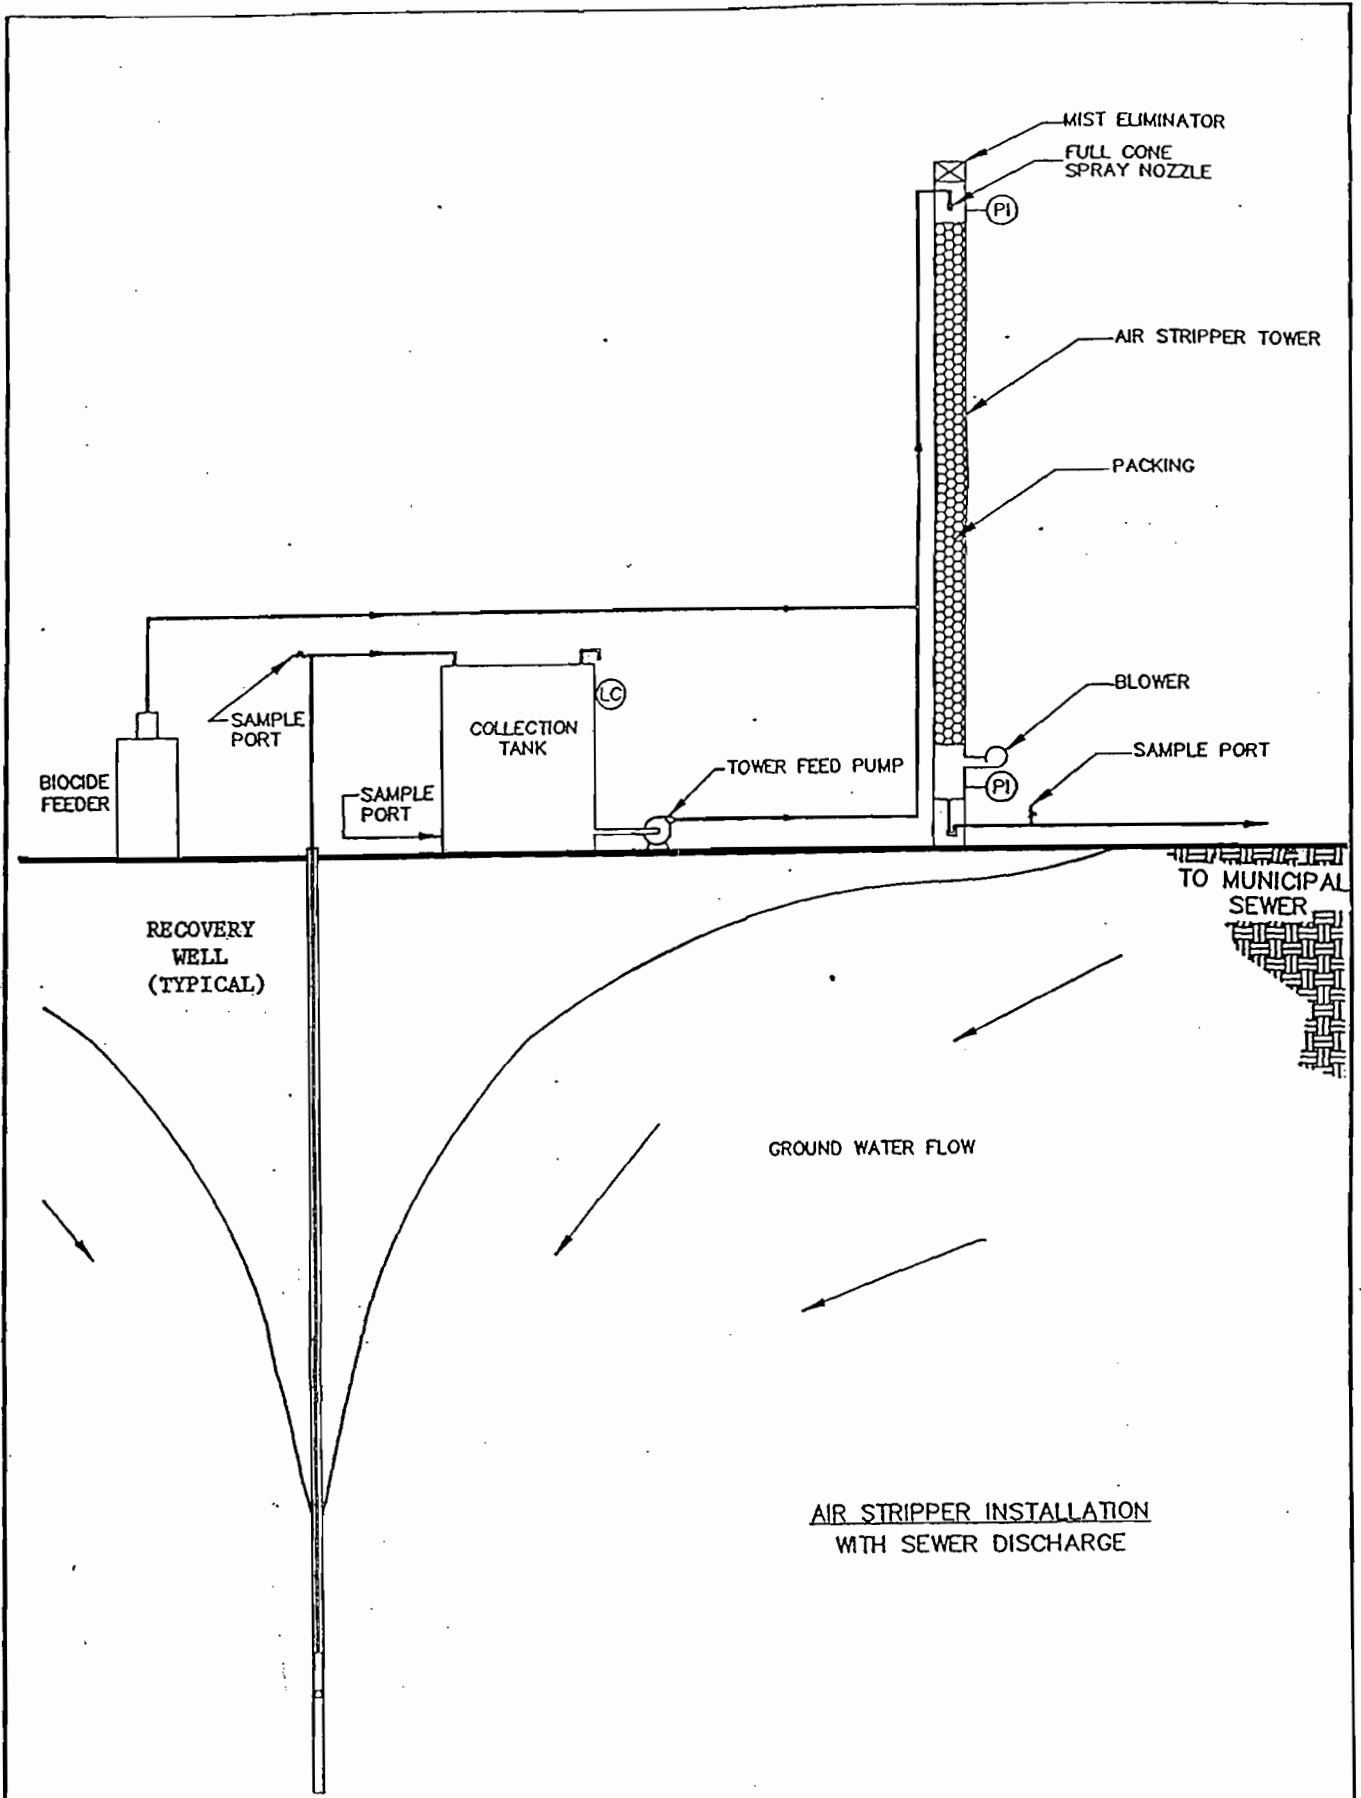 MIST ELIMINATOR
FULL CONE
SPRAY NOZZLE
PI
AIR STRIPPER TOWER
PACKING
LC
BLOWER
SAMPLE
PORT
COLLECTION
TANK
SAMPLE PORT
TOWER FEED PUMP
BIOCIDE
FEEDER
SAMPLE
PORT
PI
TO MUNICIPAL
SEWER
RECOVERY
WELL
(TYPICAL)
GROUND WATER FLOW
AIR STRIPPER INSTALLATION
WITH SEWER DISCHARGE